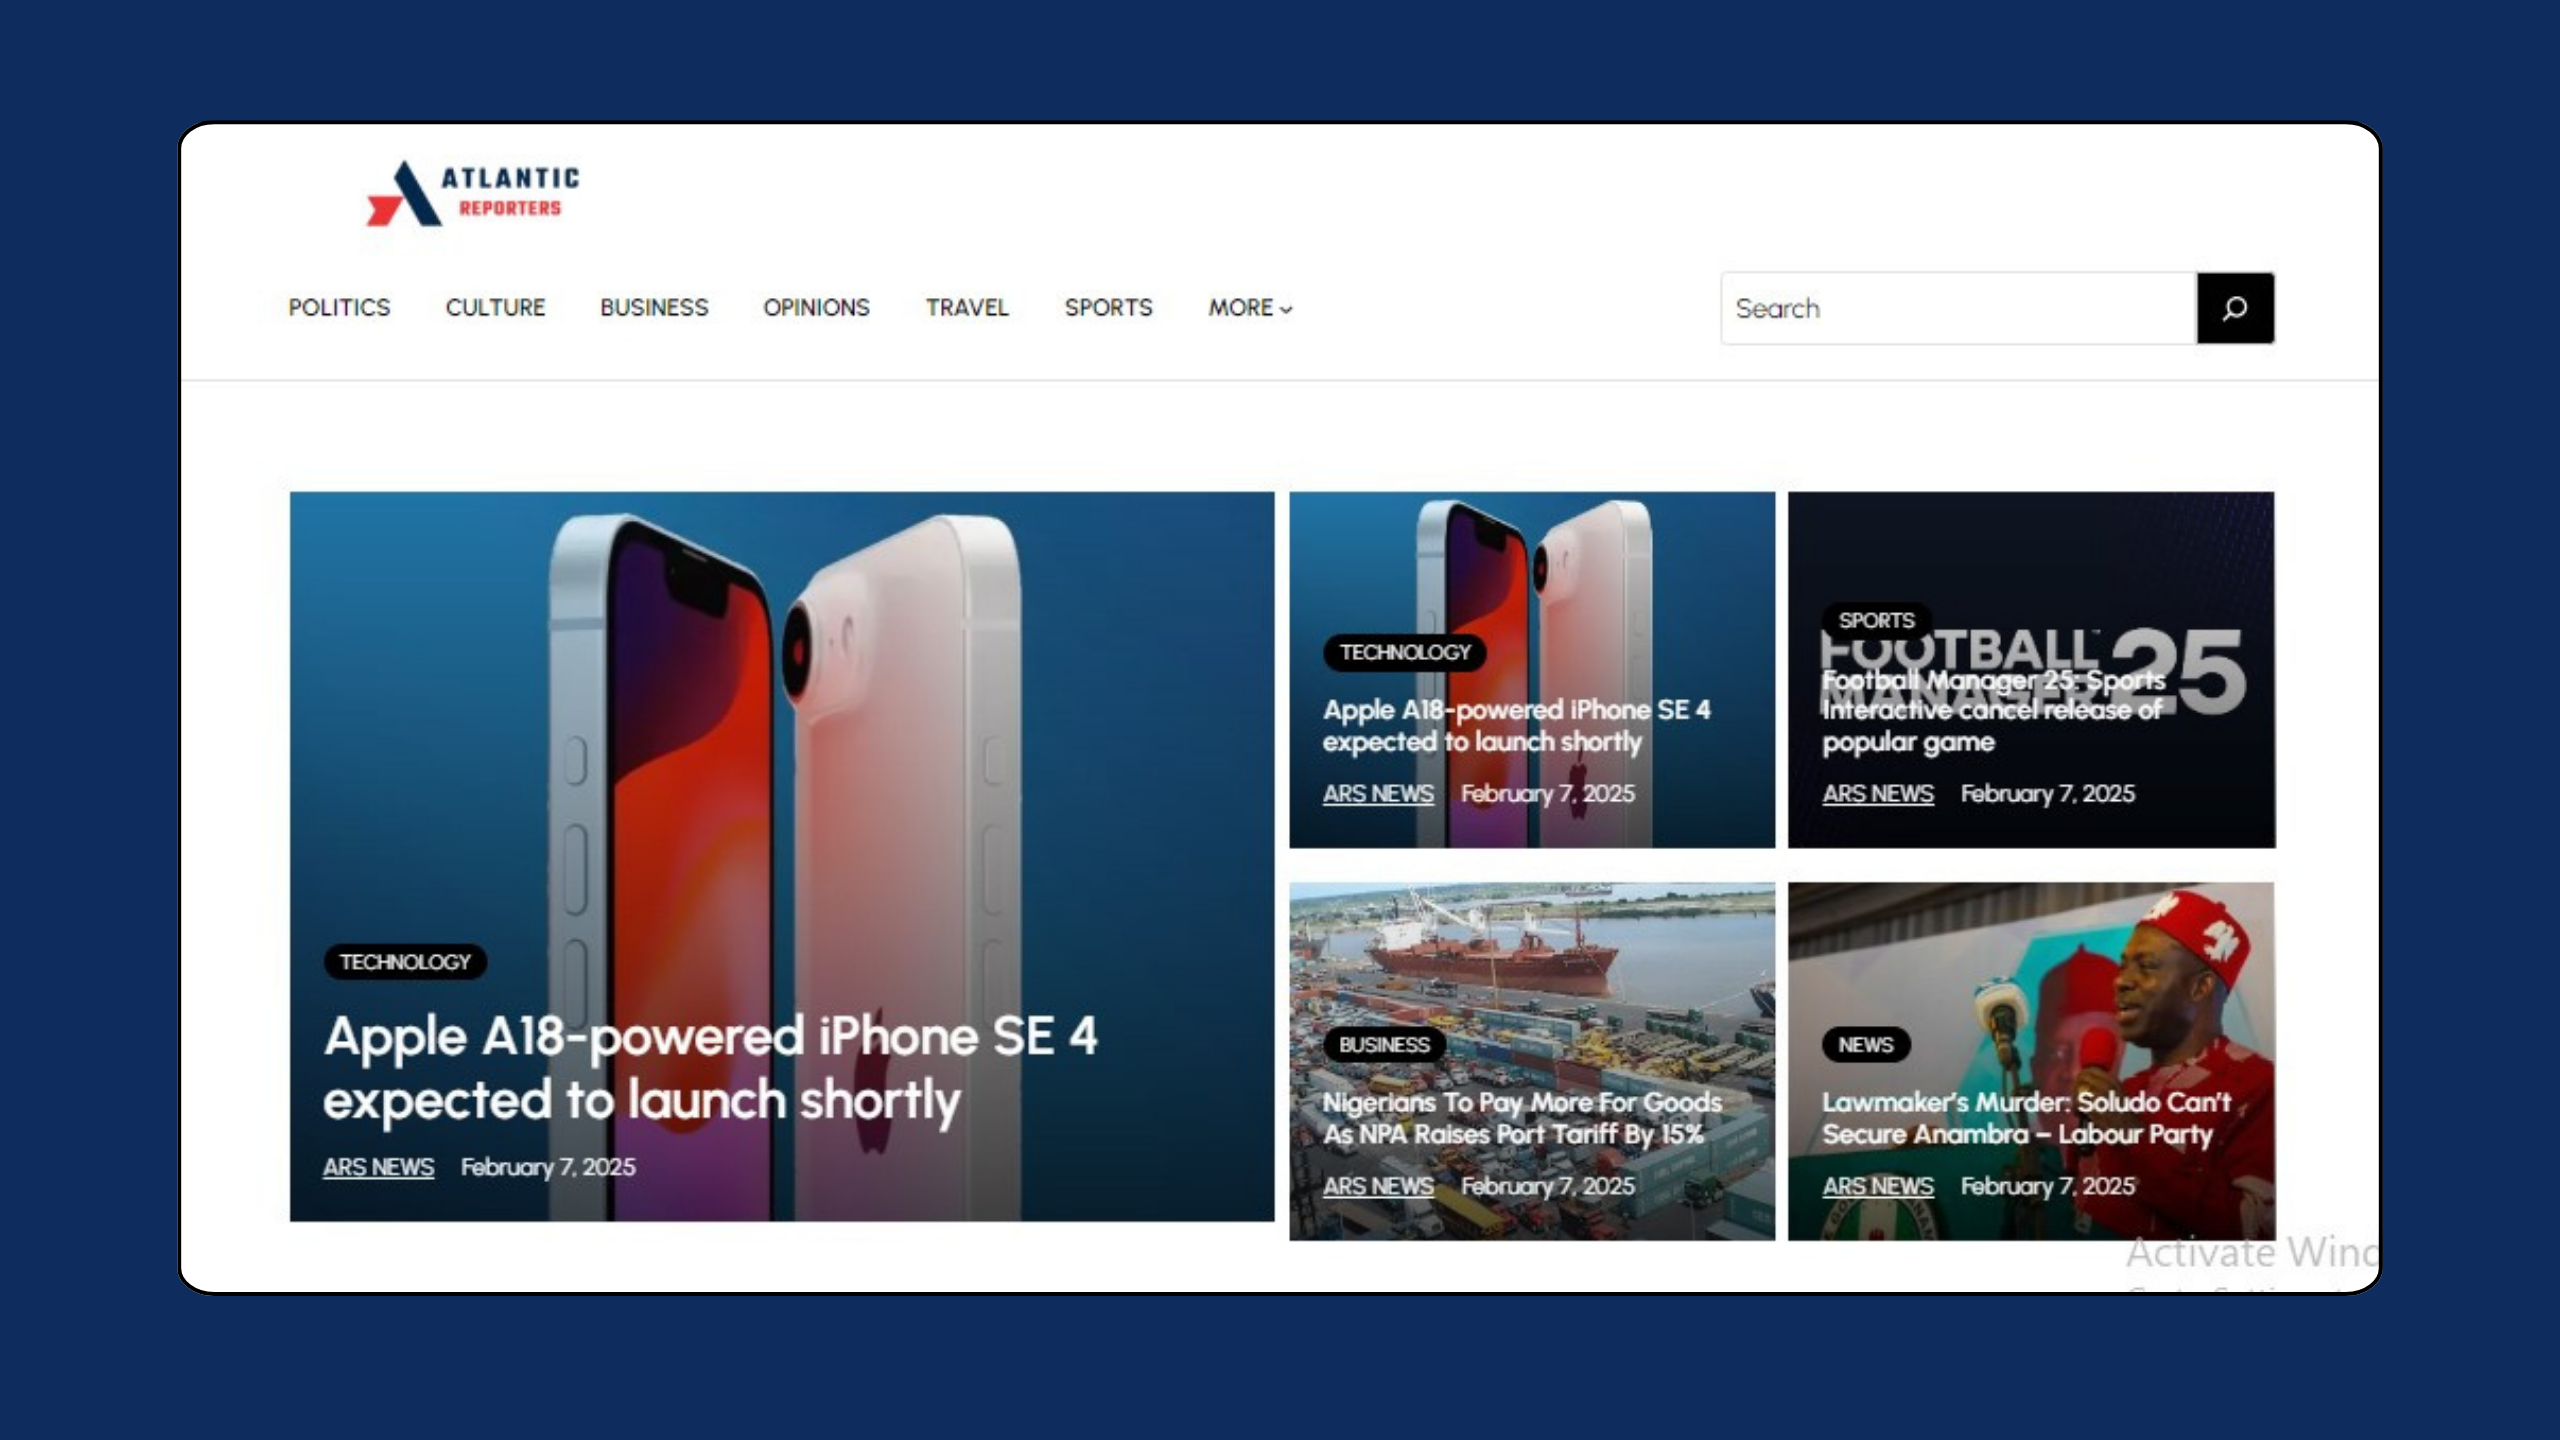 ATLANTIC
REPORTERS
POLITICS CULTURE BUSINESS OPINIONS TRAVEL SPORTS MORE
Search
TECHNOLOGY
Apple A18-powered iPhone SE 4
expected to launch shortly
ARS NEWS February 7, 2025
TECHNOLOGY
Apple A18-powered iPhone SE 4
expected to launch shortly
ARS NEWS February 7, 2025
SPORTS
FOOTBALL
MANAGER 25
Football Manager 25: Sports
Interactive cancel release of
popular game
ARS NEWS February 7, 2025
BUSINESS
Nigerians To Pay More For Goods
As NPA Raises Port Tariff By 15%
ARS NEWS February 7, 2025
NEWS
Lawmaker's Murder: Soludo Can't
Secure Anambra – Labour Party
ARS NEWS February 7, 2025
Activate Wind